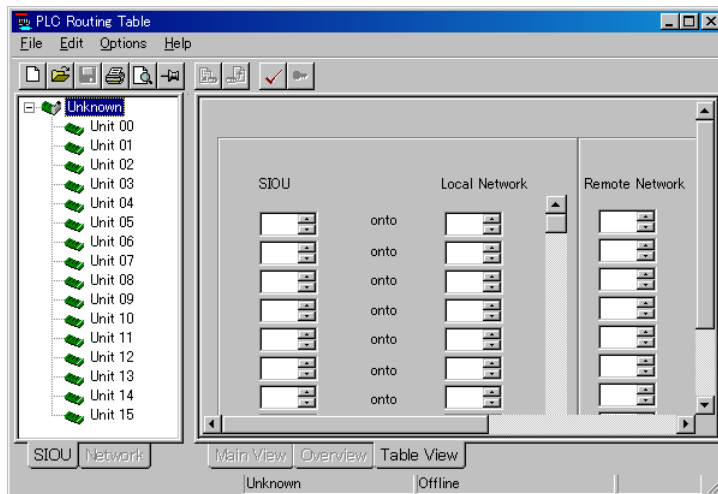 PLC Routing Table
File Edit Options Help
Unknown
Unit 00
Unit 01
Unit 02
Unit 03
Unit 04
Unit 05
Unit 06
Unit 07
Unit 08
Unit 09
Unit 10
Unit 11
Unit 12
Unit 13
Unit 14
Unit 15
SIOU Network
SIOU Local Network Remote Network
onto
onto
onto
onto
onto
onto
onto
Main View Overview Table View
Unknown Offline